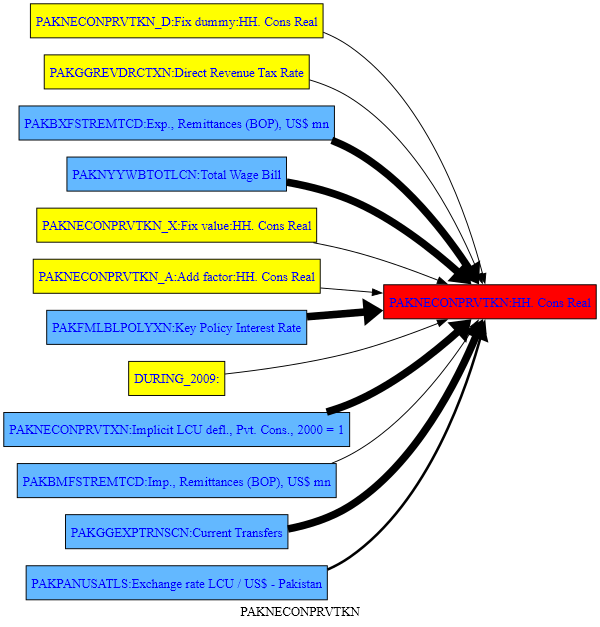 PAKNECONPRVTKN_D:Fix dummy:HH. Cons Real
PAKGGREVDRCTXN:Direct Revenue Tax Rate
PAKBXFSTREMTCD:Exp., Remittances (BOP), US$ mn
PAKNYYWBTOTLCN:Total Wage Bill
PAKNECONPRVTKN_X:Fix value:HH. Cons Real
PAKNECONPRVTKN_A:Add factor:HH. Cons Real
PAKNECONPRVTKN:HH. Cons Real
PAKFMLBLPOLYXN:Key Policy Interest Rate
DURING_2009:
PAKNECONPRVTXN:Implicit LCU defl., Pvt. Cons., 2000 = 1
PAKBMFSTREMTCD:Imp., Remittances (BOP), US$ mn
PAKGGEXPTRNSCN:Current Transfers
PAKPANUSATLS:Exchange rate LCU / US$ - Pakistan
PAKNECONPRVTKN